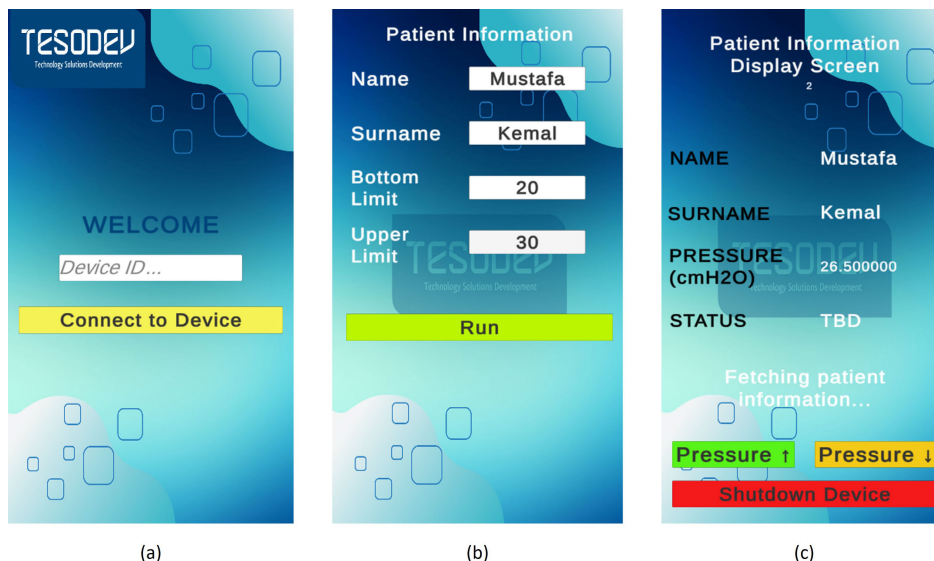 TESODEV
Technology Solutions Development
WELCOME
Device ID...
Connect to Device
(a)
Patient Information
Name Mustafa
Surname Kemal
Bottom
Limit 20
Upper
Limit 30
TESODEV
Technology Solutions Development
Run
(b)
Patient Information
Display Screen
2
NAME Mustafa
SURNAME Kemal
PRESSURE
(cmH2O) 26.500000
TESODEV
Technology Solutions Development
STATUS TBD
Fetching patient
information...
Pressure ↑ Pressure ↓
Shutdown Device
(c)